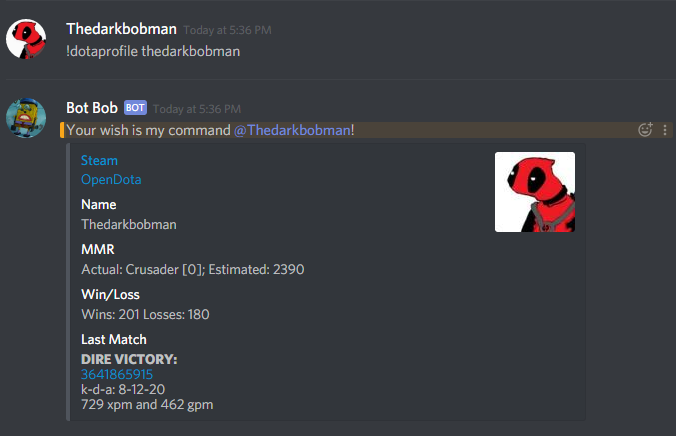 Thedarkbobman Today at 5:36 PM
!dotaprofile thedarkbobman
Bot Bob BOT Today at 5:36 PM
Your wish is my command @Thedarkbobman!
Steam
OpenDota
Name
Thedarkbobman
MMR
Actual: Crusader [0]; Estimated: 2390
Win/Loss
Wins: 201 Losses: 180
Last Match
DIRE VICTORY:
3641865915
k-d-a: 8-12-20
729 xpm and 462 gpm